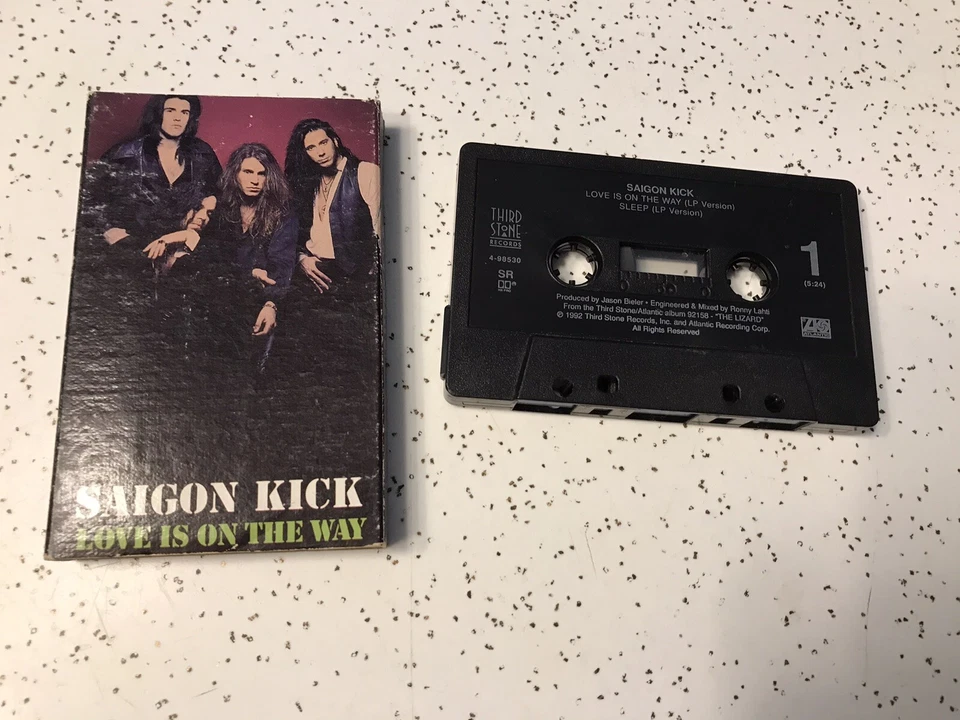 SAIGON KICK
LOVE IS ON THE WAY
SAIGON KICK
LOVE IS ON THE WAY (LP Version)
SLEEP (LP Version)
THIRD
STONE
RECORDS
4-98530
SR
1
(5:24)
Produced by Jason Bieler • Engineered & Mixed by Ronny Lahti
From the Third Stone/Atlantic album 92158 - "THE LIZARD"
℗ 1992 Third Stone Records, Inc. and Atlantic Recording Corp.
All Rights Reserved
ATLANTIC